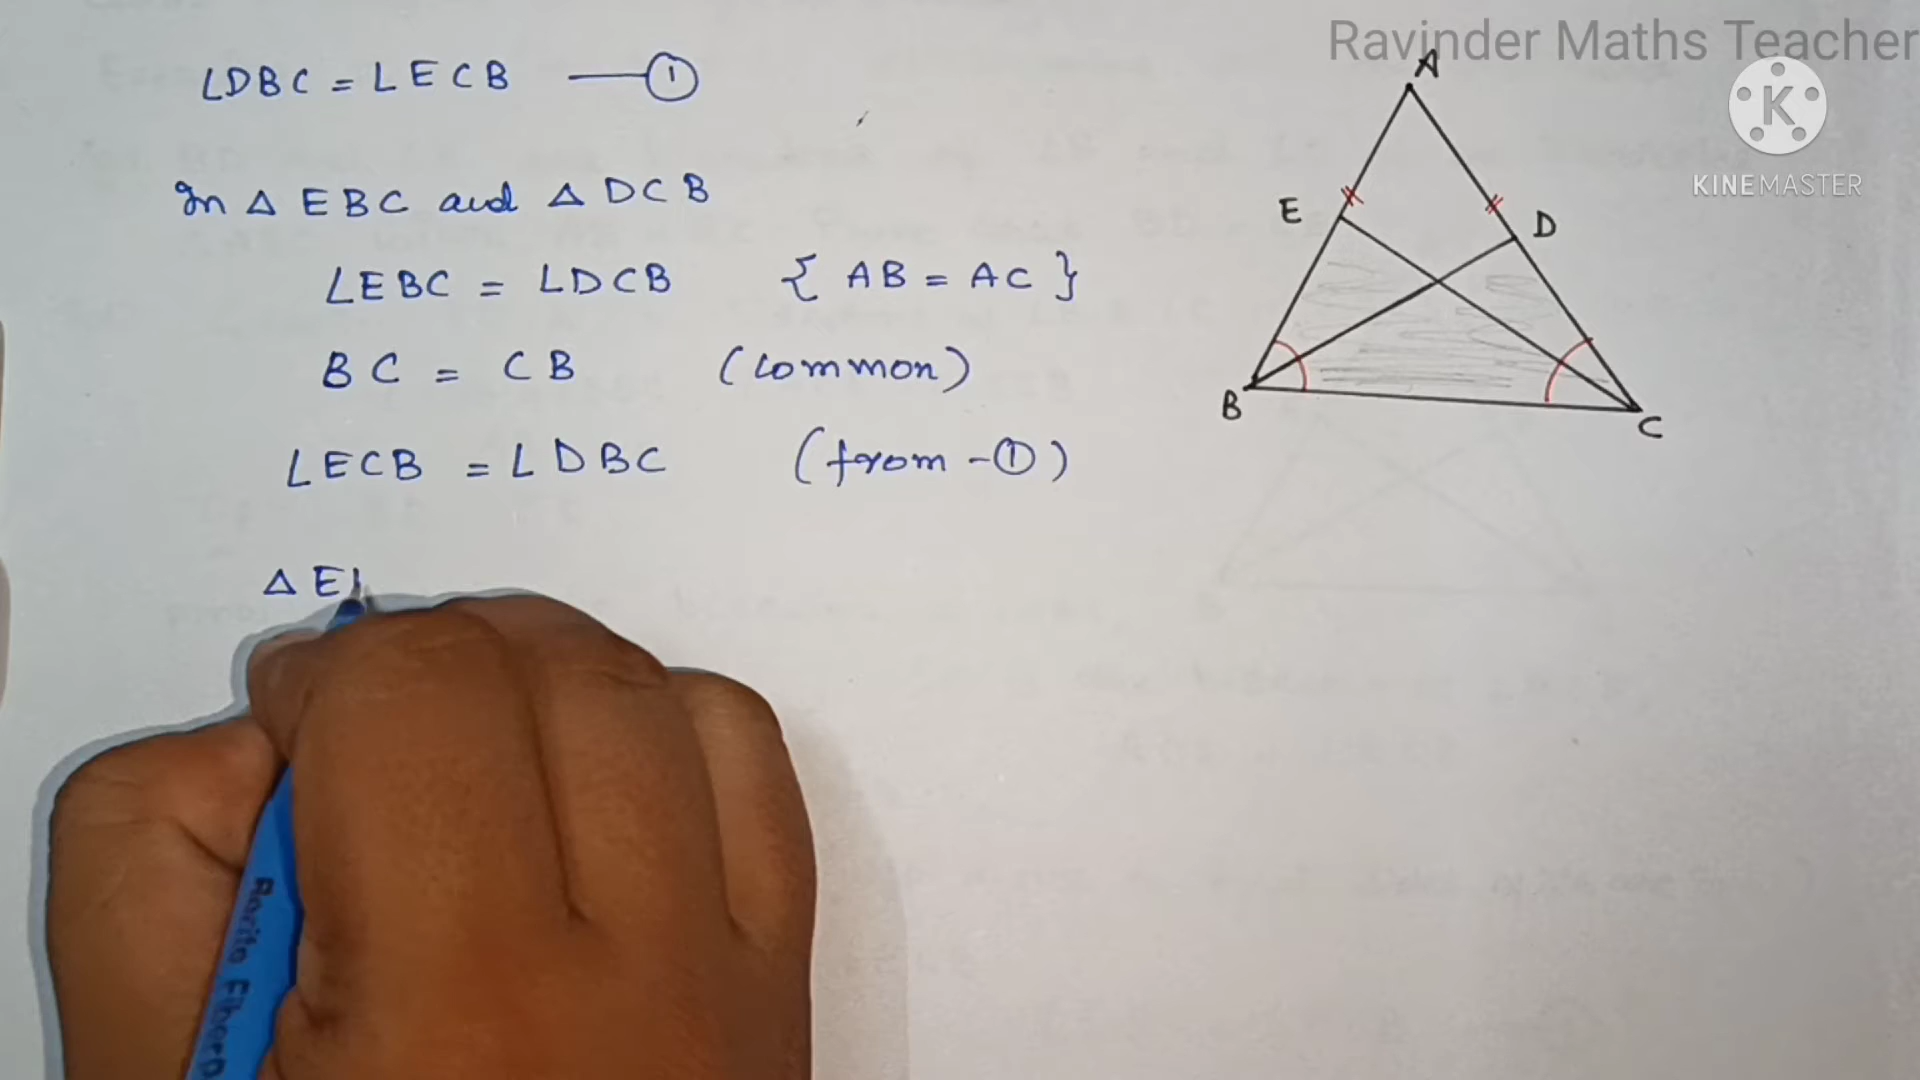 Ravinder Maths Teacher
KINEMASTER
∠DBC = ∠ECB —— ①
In △ EBC and △ DCB
∠EBC = ∠DCB { AB = AC }
BC = CB (common)
∠ECB = ∠DBC (from - ①)
△ E
A
E
D
B
C